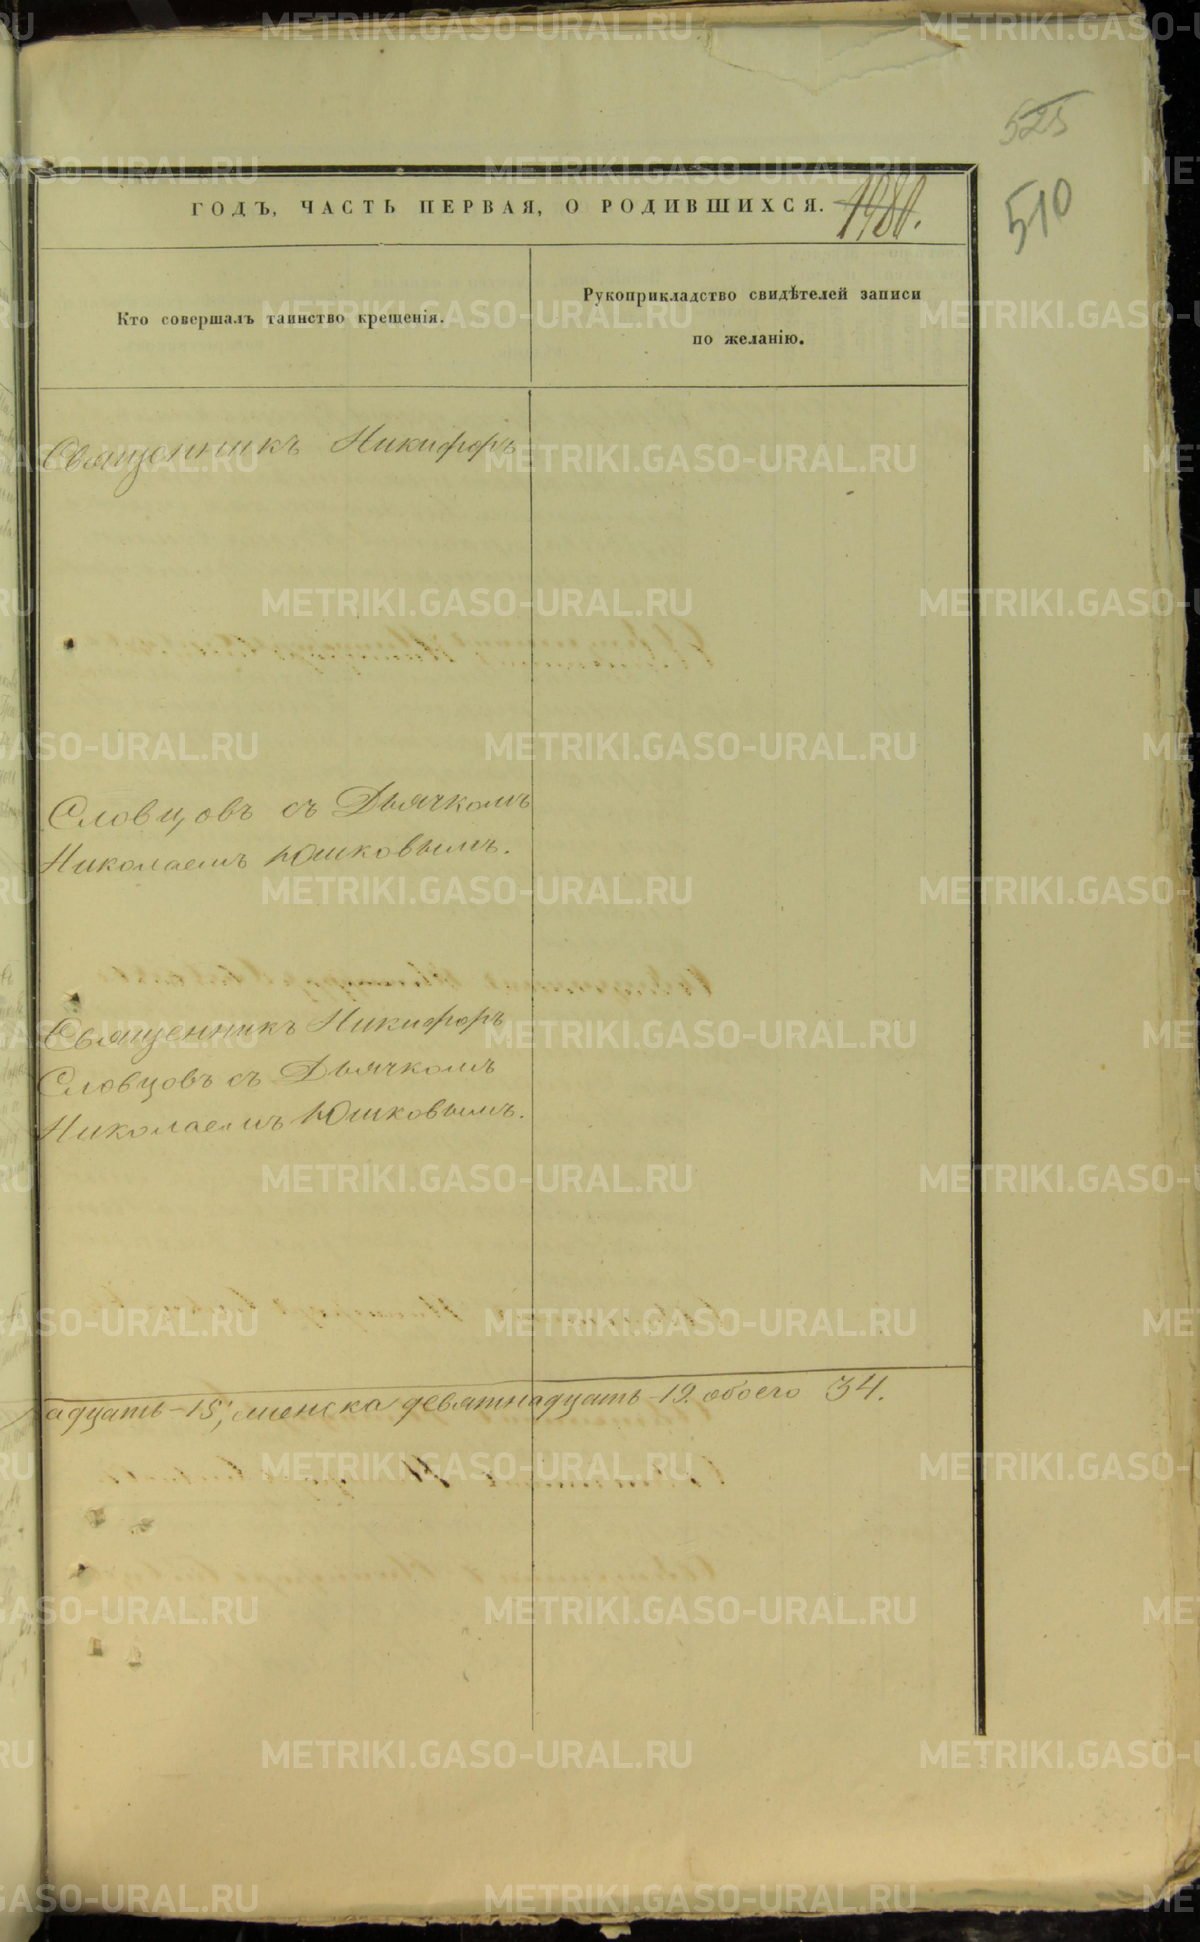 525
510
ГОДЪ, ЧАСТЬ ПЕРВАЯ, О РОДИВШИХСЯ.
Кто совершалъ таинство крещенія.
Рукоприкладство свидѣтелей записи
по желанію.
Священникъ Никифоръ
Словцовъ съ Дьячкомъ
Николаемъ Юшковымъ.
Священникъ Никифоръ
Словцовъ съ Дьячкомъ
Николаемъ Юшковымъ.
адцать-15, женска девятнадцать-19. обоего 34.
METRIKI.GASO-URAL.RU